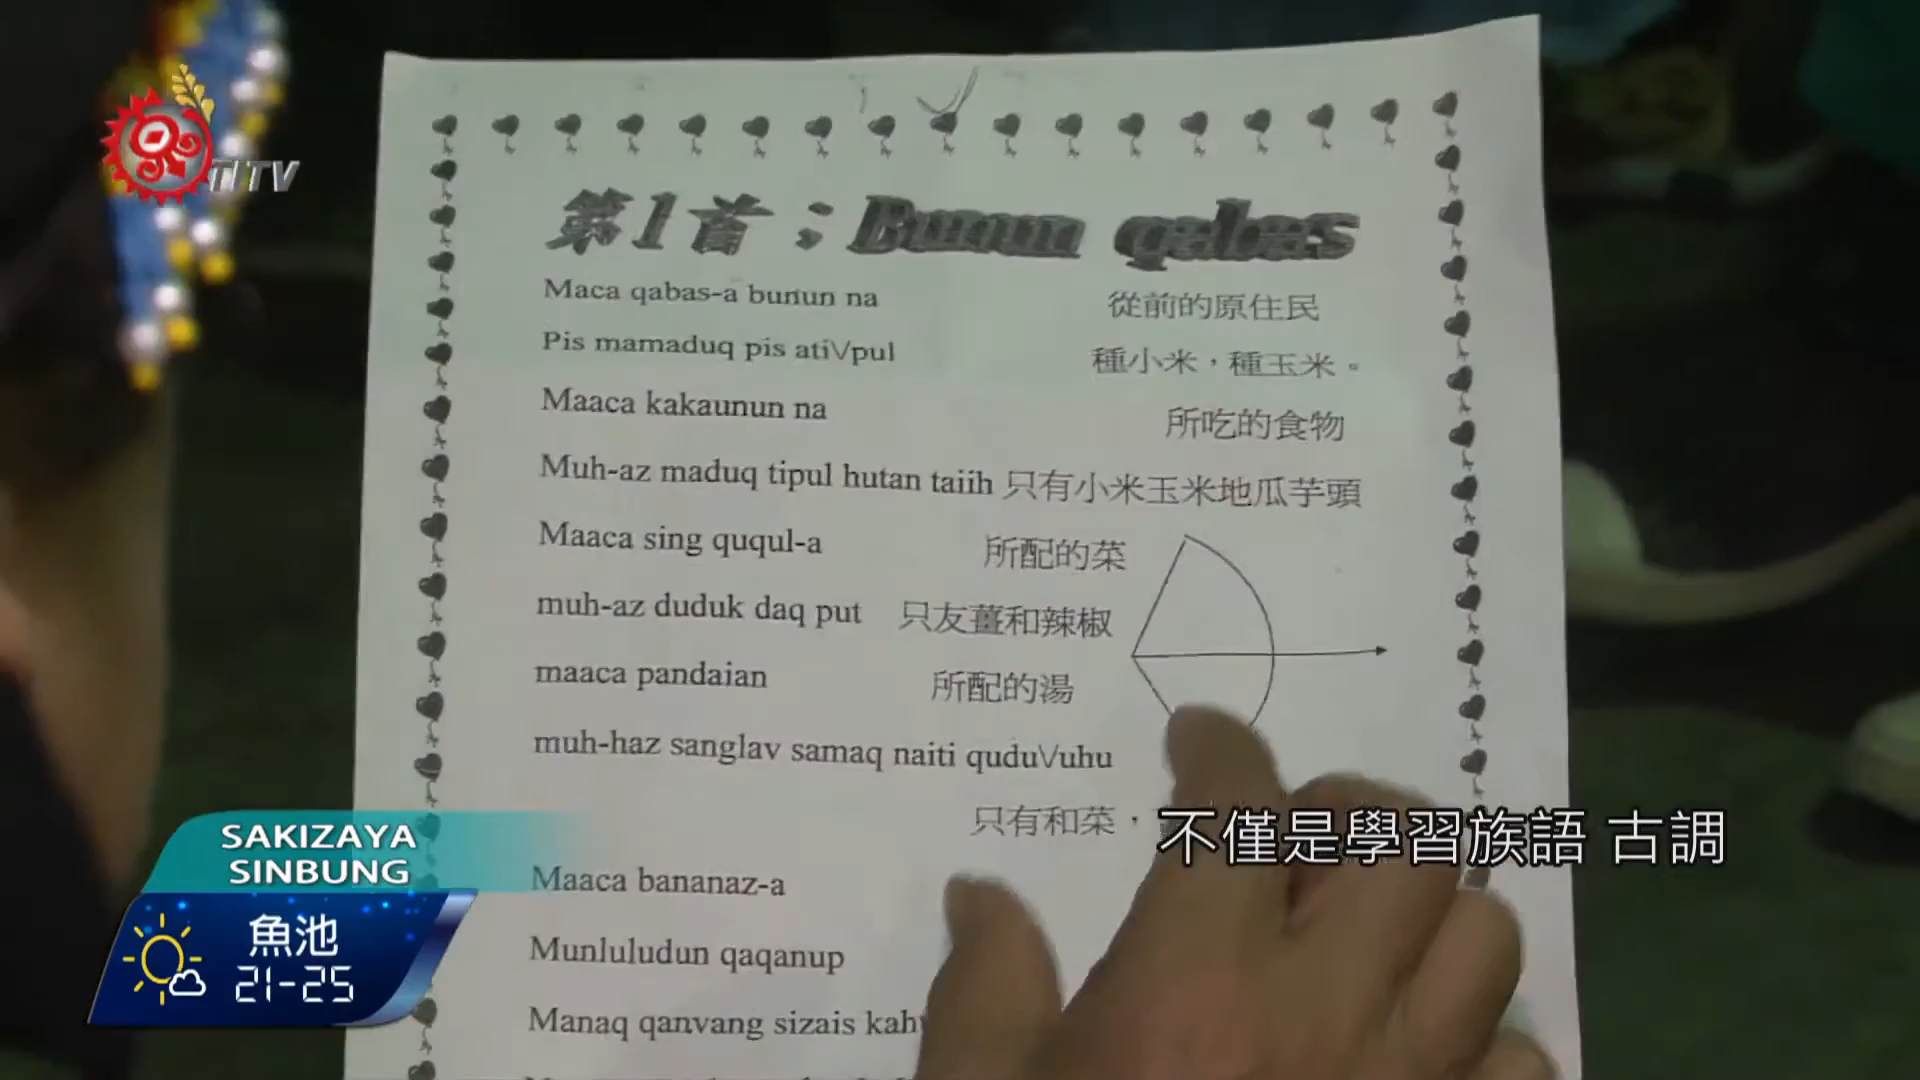 TITV
第1首；Bunun qabas
Maca qabas-a bunun na 從前的原住民
Pis mamaduq pis ati\/pul 種小米，種玉米。
Maaca kakaunun na 所吃的食物
Muh-az maduq tipul hutan taiih 只有小米玉米地瓜芋頭
Maaca sing ququl-a 所配的菜
muh-az duduk daq put 只友薑和辣椒
maaca pandaian 所配的湯
muh-haz sanglav samaq naiti qudu\/uhu
只有和菜，
Maaca bananaz-a
Munluludun qaqanup
Manaq qanvang sizais
不僅是學習族語 古調
SAKIZAYA
SINBUNG
魚池
21-25